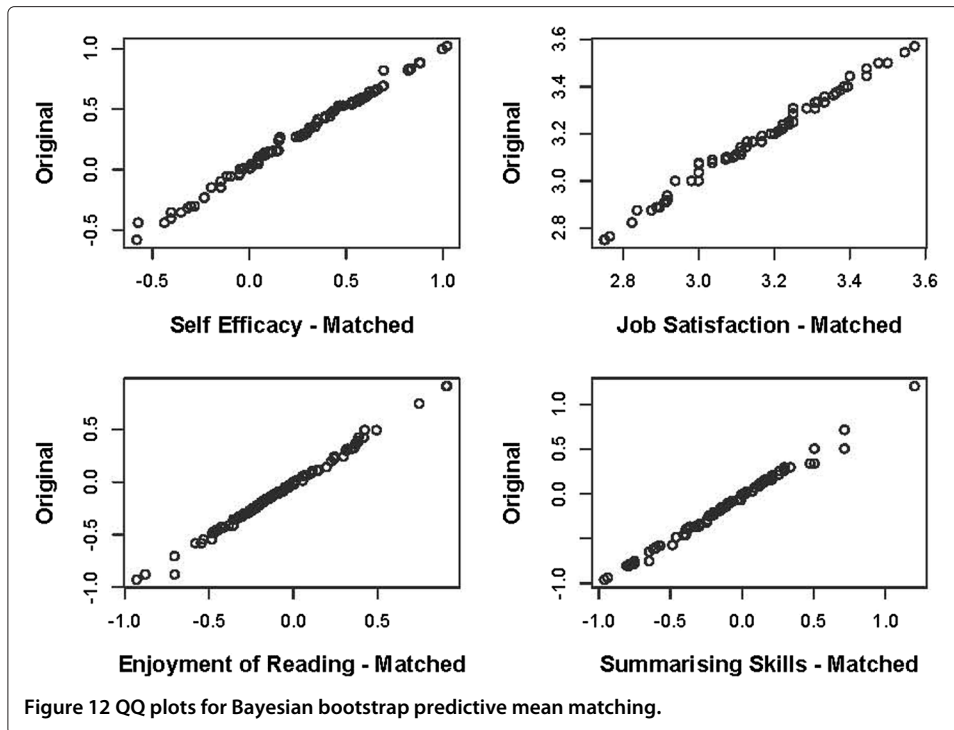 Original
1.0
0.5
0.0
-0.5
-0.5 0.0 0.5 1.0
Self Efficacy - Matched
Original
3.6
3.4
3.2
3.0
2.8
2.8 3.0 3.2 3.4 3.6
Job Satisfaction - Matched
Original
0.5
0.0
-0.5
-1.0
-1.0 -0.5 0.0 0.5
Enjoyment of Reading - Matched
Original
1.0
0.5
0.0
-1.0
-1.0 -0.5 0.0 0.5 1.0
Summarising Skills - Matched
Figure 12 QQ plots for Bayesian bootstrap predictive mean matching.